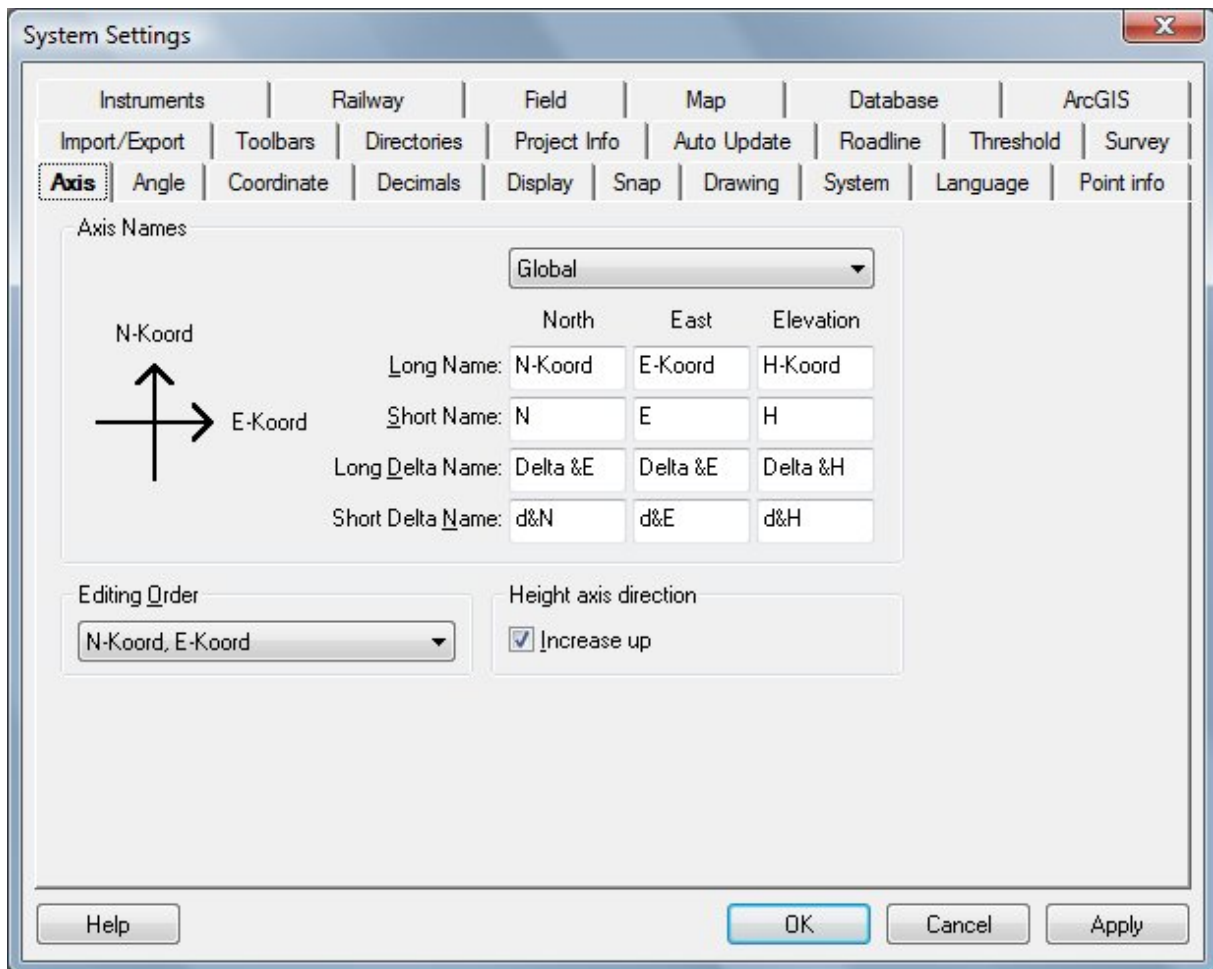 System Settings
Instruments Railway Field Map Database ArcGIS
Import/Export Toolbars Directories Project Info Auto Update Roadline Threshold Survey
Axis Angle Coordinate Decimals Display Snap Drawing System Language Point info
Axis Names
Global
North East Elevation
N-Koord
E-Koord
Long Name: N-Koord E-Koord H-Koord
Short Name: N E H
Long Delta Name: Delta &E Delta &E Delta &H
Short Delta Name: d&N d&E d&H
Editing Order
N-Koord, E-Koord
Height axis direction
Increase up
Help OK Cancel Apply